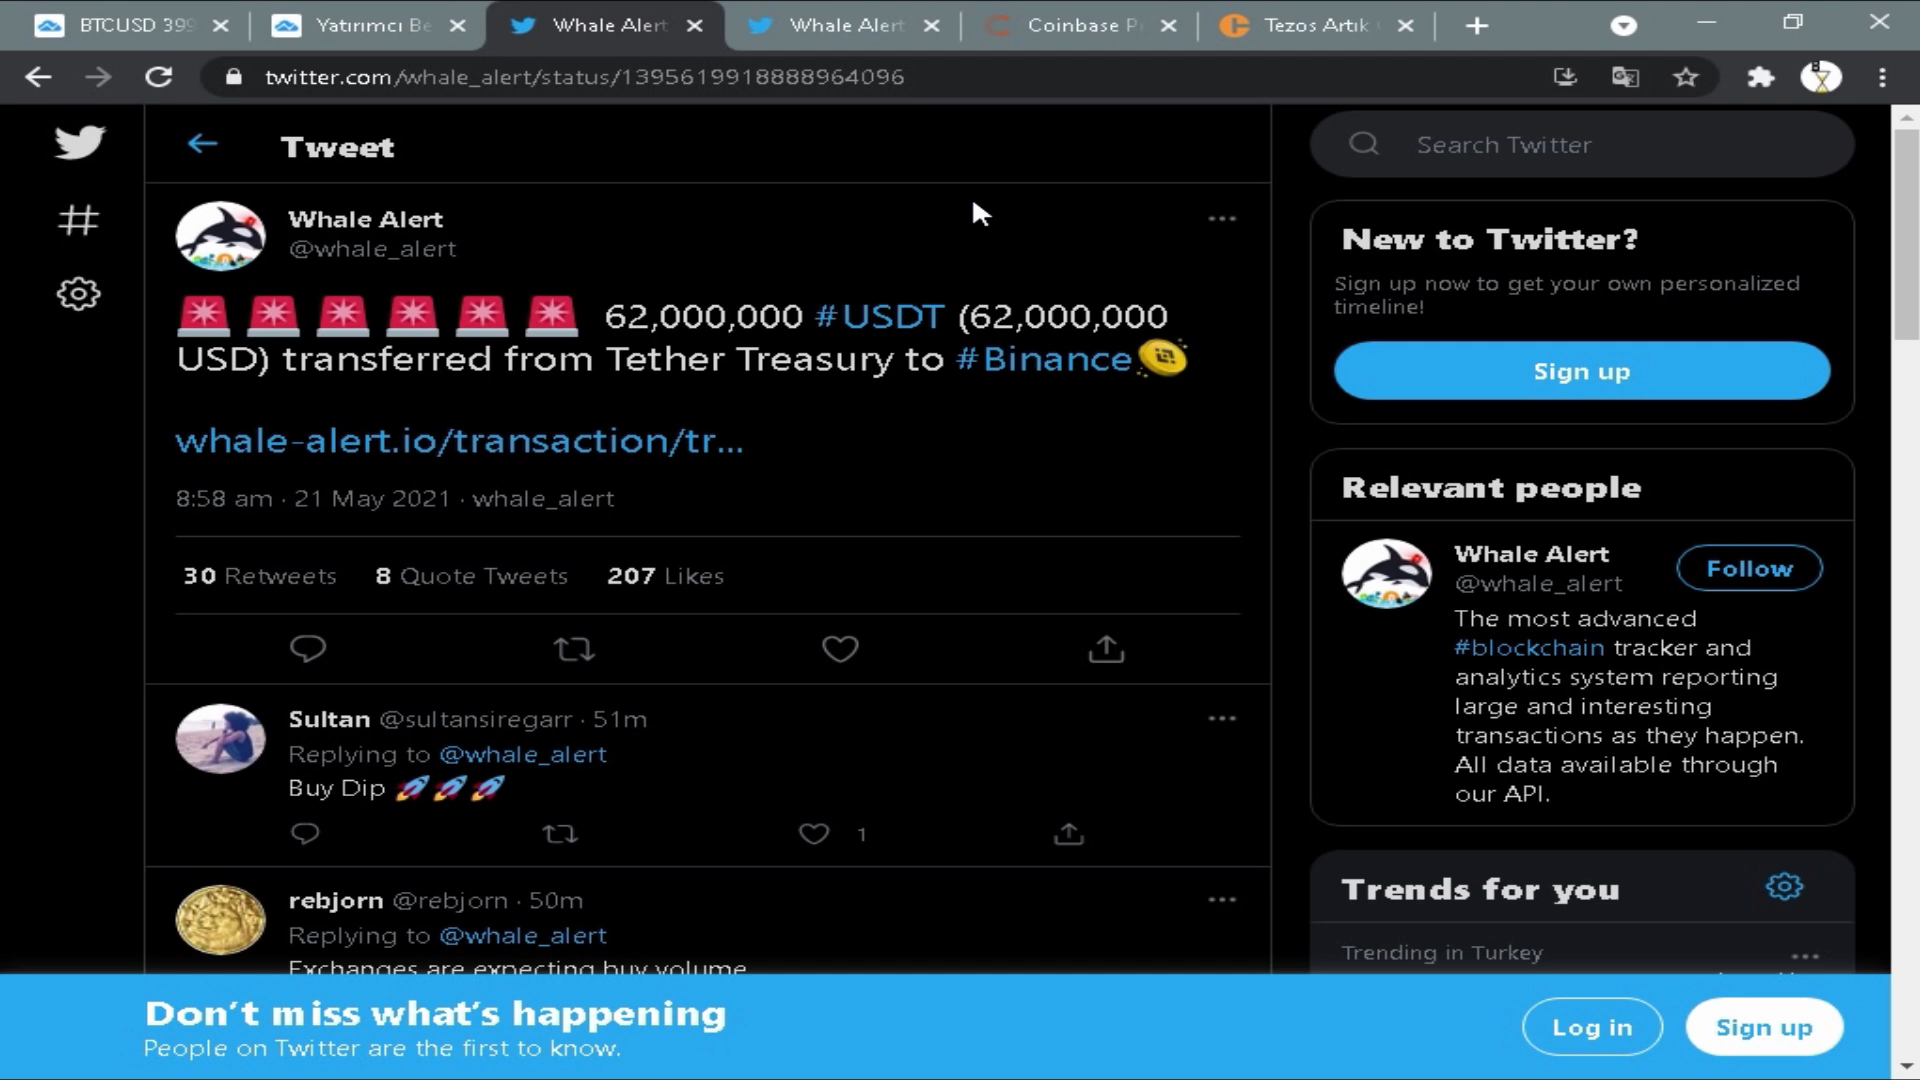 BTCUSD 399
Yatırımcı Be
Whale Alert
Whale Alert
Coinbase P
Tezos Artık
twitter.com/whale_alert/status/1395619918888964096
Tweet
Search Twitter
Whale Alert
@whale_alert
62,000,000 #USDT (62,000,000
USD) transferred from Tether Treasury to #Binance
whale-alert.io/transaction/tr...
8:58 am · 21 May 2021 · whale_alert
30 Retweets 8 Quote Tweets 207 Likes
Sultan @sultansiregarr · 51m
Replying to @whale_alert
Buy Dip 🚀🚀🚀
1
rebjorn @rebjorn · 50m
Replying to @whale_alert
Exchanges are expecting buy volume
New to Twitter?
Sign up now to get your own personalized
timeline!
Sign up
Relevant people
Whale Alert
@whale_alert
Follow
The most advanced
#blockchain tracker and
analytics system reporting
large and interesting
transactions as they happen.
All data available through
our API.
Trends for you
Trending in Turkey
Don't miss what's happening
People on Twitter are the first to know.
Log in
Sign up